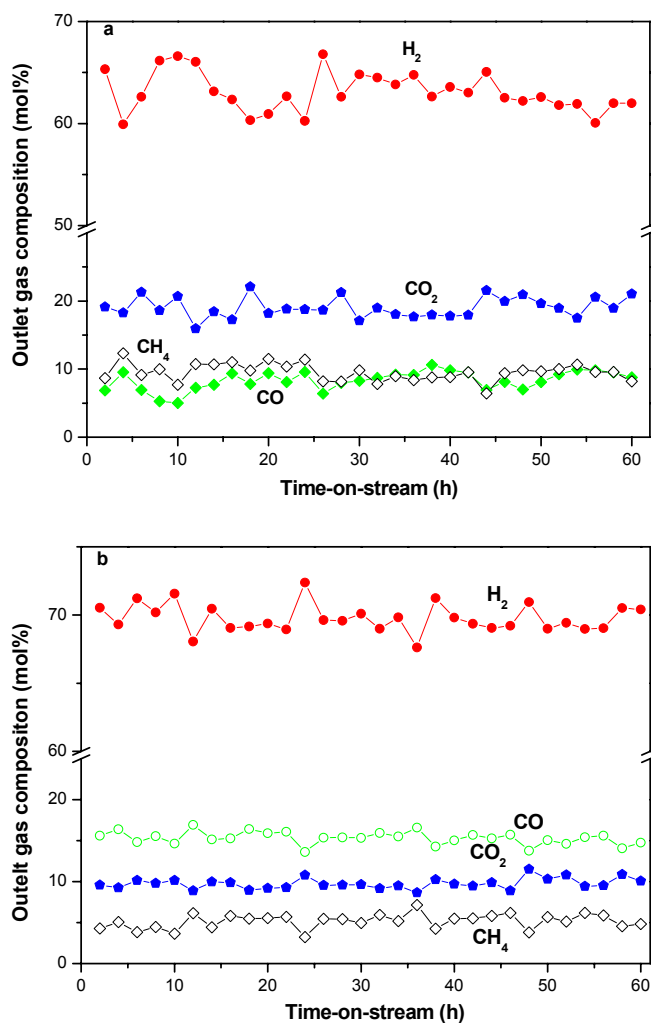 a
70
60
50
20
10
0
Outlet gas composition (mol%)
H2
CO2
CH4
CO
0 10 20 30 40 50 60
Time-on-stream (h)
b
70
60
20
10
0
Outelt gas compositon (mol%)
H2
CO
CO2
CH4
0 10 20 30 40 50 60
Time-on-stream (h)